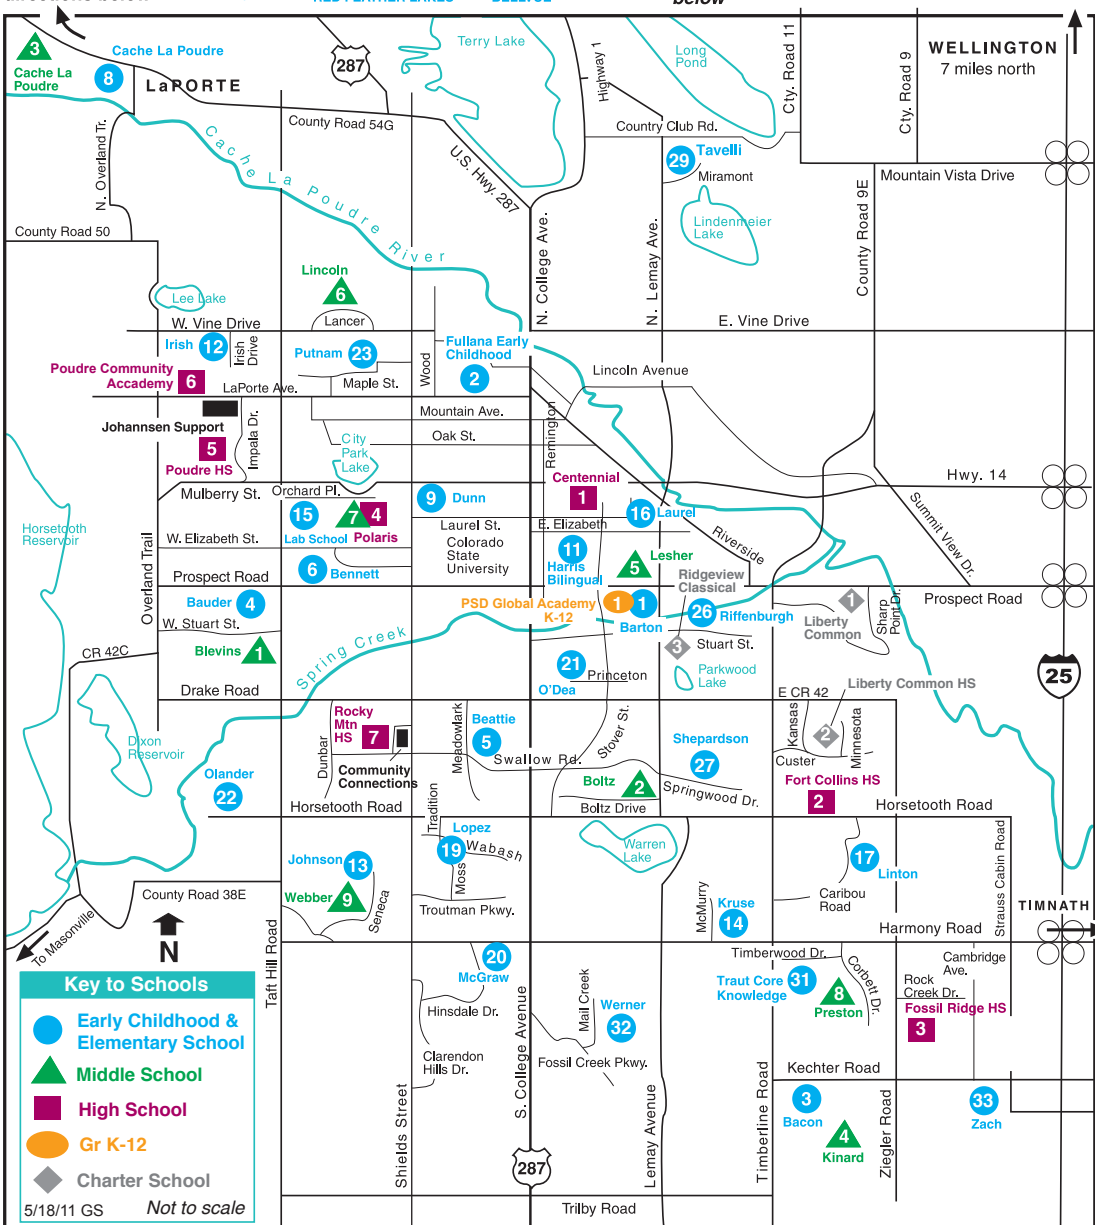 RED FEATHER LAKES
BELLVUE
directions below
below
3
Cache La
Poudre
8
Cache La Poudre
LaPORTE
287
Terry Lake
Highway 1
Long
Pond
Cty. Road 11
Cty. Road 9
WELLINGTON
7 miles north
County Road 54G
Country Club Rd.
N. Overland Tr.
Cache La Poudre River
U.S. Hwy. 287
29
Tavelli
Miramont
Mountain Vista Drive
County Road 9E
Lindenmeier
Lake
County Road 50
N. College Ave.
N. Lemay Ave.
Lincoln
6
Lancer
Lee Lake
W. Vine Drive
E. Vine Drive
Irish
12
Irish
Drive
Putnam
23
Maple St.
Wood
Fullana Early
Childhood
2
Lincoln Avenue
Poudre Community
Accademy
6
LaPorte Ave.
Johannsen Support
5
Poudre HS
Impala Dr.
Mountain Ave.
Oak St.
City
Park
Lake
Remington
Centennial
1
Hwy. 14
Mulberry St.
Orchard Pl.
9
Dunn
15
Lab School
7
4
Polaris
Laurel St.
E. Elizabeth
16
Laurel
Riverside
Summit View Dr.
Horsetooth
Reservoir
Overland Trail
W. Elizabeth St.
Colorado
State
University
11
Harris
Bilingual
5
Lesher
6
Bennett
Prospect Road
Prospect Road
Ridgeview
Classical
Bauder
4
W. Stuart St.
Blevins
1
PSD Global Academy
K-12
1
1
Barton
26
Riffenburgh
3
Stuart St.
1
Liberty
Common
Sharp
Point Dr.
CR 42C
Spring Creek
21
Princeton
O'Dea
Parkwood
Lake
25
Drake Road
E CR 42
Liberty Common HS
Rocky
Mtn
HS
7
Dunbar
Community
Connections
Meadowlark
Beattie
5
Swallow Rd.
Stover St.
Shepardson
27
Springwood Dr.
Kansas
2
Minnesota
Custer
Dixon
Reservoir
Olander
22
Boltz
2
Boltz Drive
Fort Collins HS
2
Horsetooth Road
Horsetooth Road
Tradition
Lopez
19
Wabash
Moss
Warren
Lake
Johnson
13
Webber
9
Seneca
Troutman Pkwy.
17
Linton
Caribou
Road
Strauss Cabin Road
McMurry
Kruse
14
County Road 38E
To Masonville
N
TIMNATH
Harmony Road
Taft Hill Road
20
McGraw
Hinsdale Dr.
Clarendon
Hills Dr.
S. College Avenue
Mail Creek
Werner
32
Fossil Creek Pkwy.
Timberwood Dr.
Traut Core
Knowledge
31
8
Preston
Corbett Dr.
Cambridge
Ave.
Rock
Creek Dr.
Fossil Ridge HS
3
Kechter Road
Shields Street
Lemay Avenue
Timberline Road
Ziegler Road
3
Bacon
4
Kinard
33
Zach
287
Trilby Road
Key to Schools
Early Childhood &
Elementary School
Middle School
High School
Gr K-12
Charter School
5/18/11 GS
Not to scale